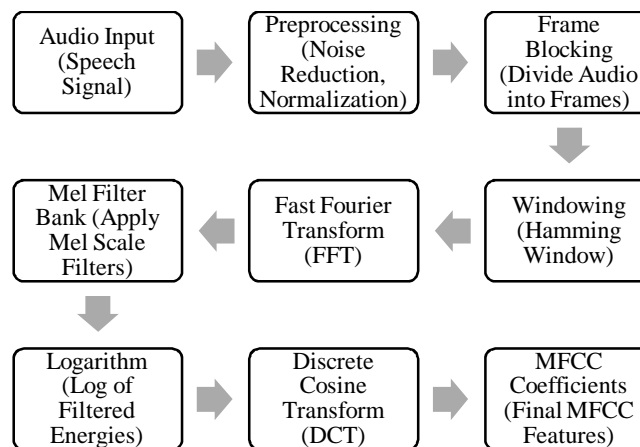 Audio Input
(Speech
Signal)
Preprocessing
(Noise
Reduction,
Normalization)
Frame
Blocking
(Divide Audio
into Frames)
Windowing
(Hamming
Window)
Fast Fourier
Transform
(FFT)
Mel Filter
Bank (Apply
Mel Scale
Filters)
Logarithm
(Log of
Filtered
Energies)
Discrete
Cosine
Transform
(DCT)
MFCC
Coefficients
(Final MFCC
Features)